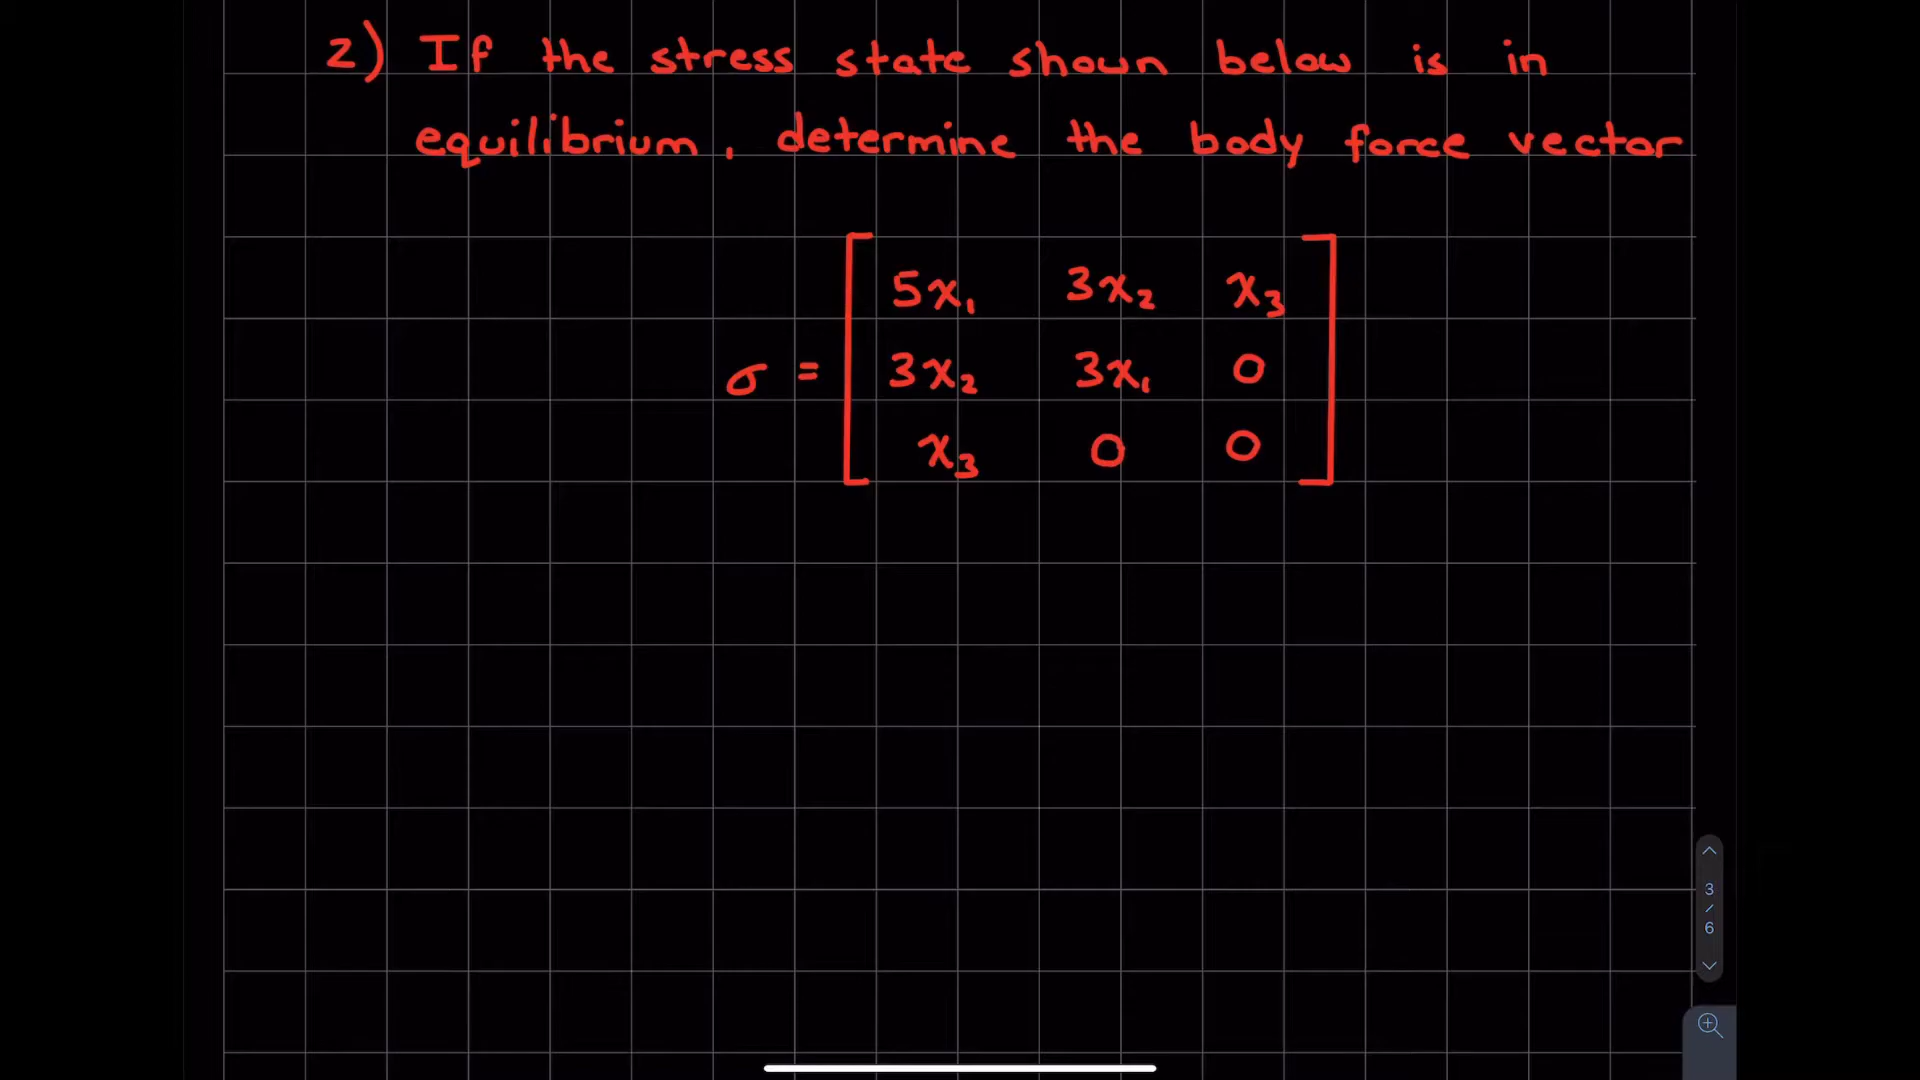 2) If the stress state shown below is in
equilibrium, determine the body force vector
σ = [ 5x₁ 3x₂ x₃
3x₂ 3x₁ 0
x₃ 0 0 ]
3
/
6